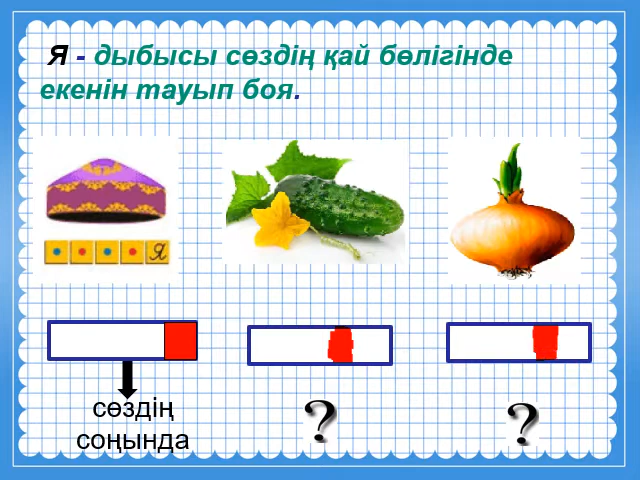 Я - дыбысы сөздің қай бөлігінде
екенін тауып боя.
Я
сөздің
соңында
?
?